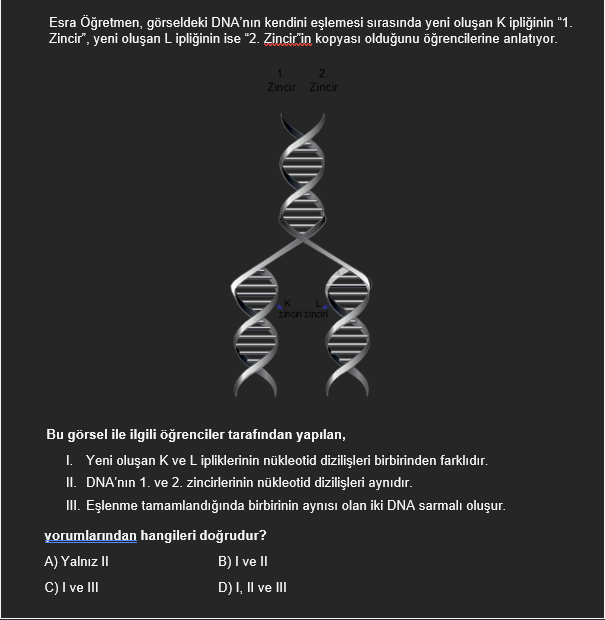 Esra Öğretmen, görseldeki DNA'nın kendini eşlemesi sırasında yeni oluşan K ipliğinin “1.
Zincir”, yeni oluşan L ipliğinin ise “2. Zincir”in kopyası olduğunu öğrencilerine anlatıyor.
1. 2.
Zincir Zincir
K L
zinciri zinciri
Bu görsel ile ilgili öğrenciler tarafından yapılan,
I. Yeni oluşan K ve L ipliklerinin nükleotid dizilişleri birbirinden farklıdır.
II. DNA'nın 1. ve 2. zincirlerinin nükleotid dizilişleri aynıdır.
III. Eşlenme tamamlandığında birbirinin aynısı olan iki DNA sarmalı oluşur.
yorumlarından hangileri doğrudur?
A) Yalnız II B) I ve II
C) I ve III D) I, II ve III